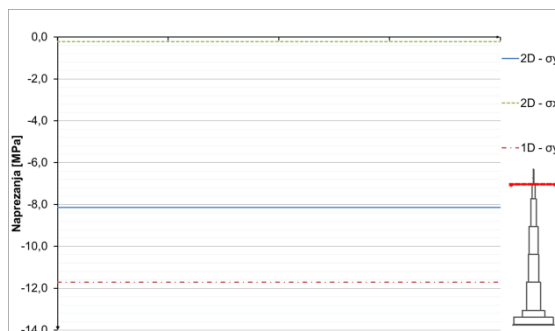 0,0
-2,0
-4,0
-6,0
-8,0
-10,0
-12,0
-14,0
Naprezanja [MPa]
2D - σy
2D - σx
1D - σy